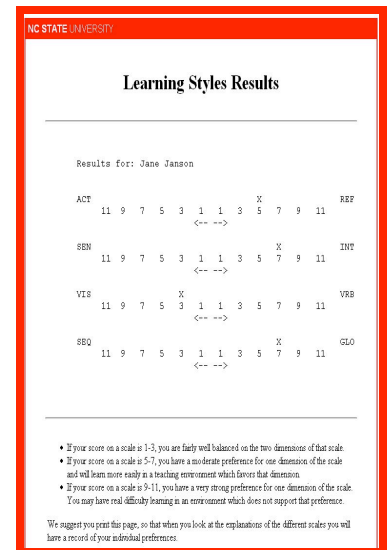 NC STATE UNIVERSITY
Learning Styles Results
Results for: Jane Janson
X
ACT REF
11 9 7 5 3 1 1 3 5 7 9 11
<-- -->
X
SEN INT
11 9 7 5 3 1 1 3 5 7 9 11
<-- -->
X
VIS VRB
11 9 7 5 3 1 1 3 5 7 9 11
<-- -->
X
SEQ GLO
11 9 7 5 3 1 1 3 5 7 9 11
<-- -->
♦ If your score on a scale is 1-3, you are fairly well balanced on the two dimensions of that scale.
♦ If your score on a scale is 5-7, you have a moderate preference for one dimension of the scale
and will learn more easily in a teaching environment which favors that dimension.
♦ If your score on a scale is 9-11, you have a very strong preference for one dimension of the scale.
You may have real difficulty learning in an environment which does not support that preference.
We suggest you print this page, so that when you look at the explanations of the different scales you will
have a record of your individual preferences.